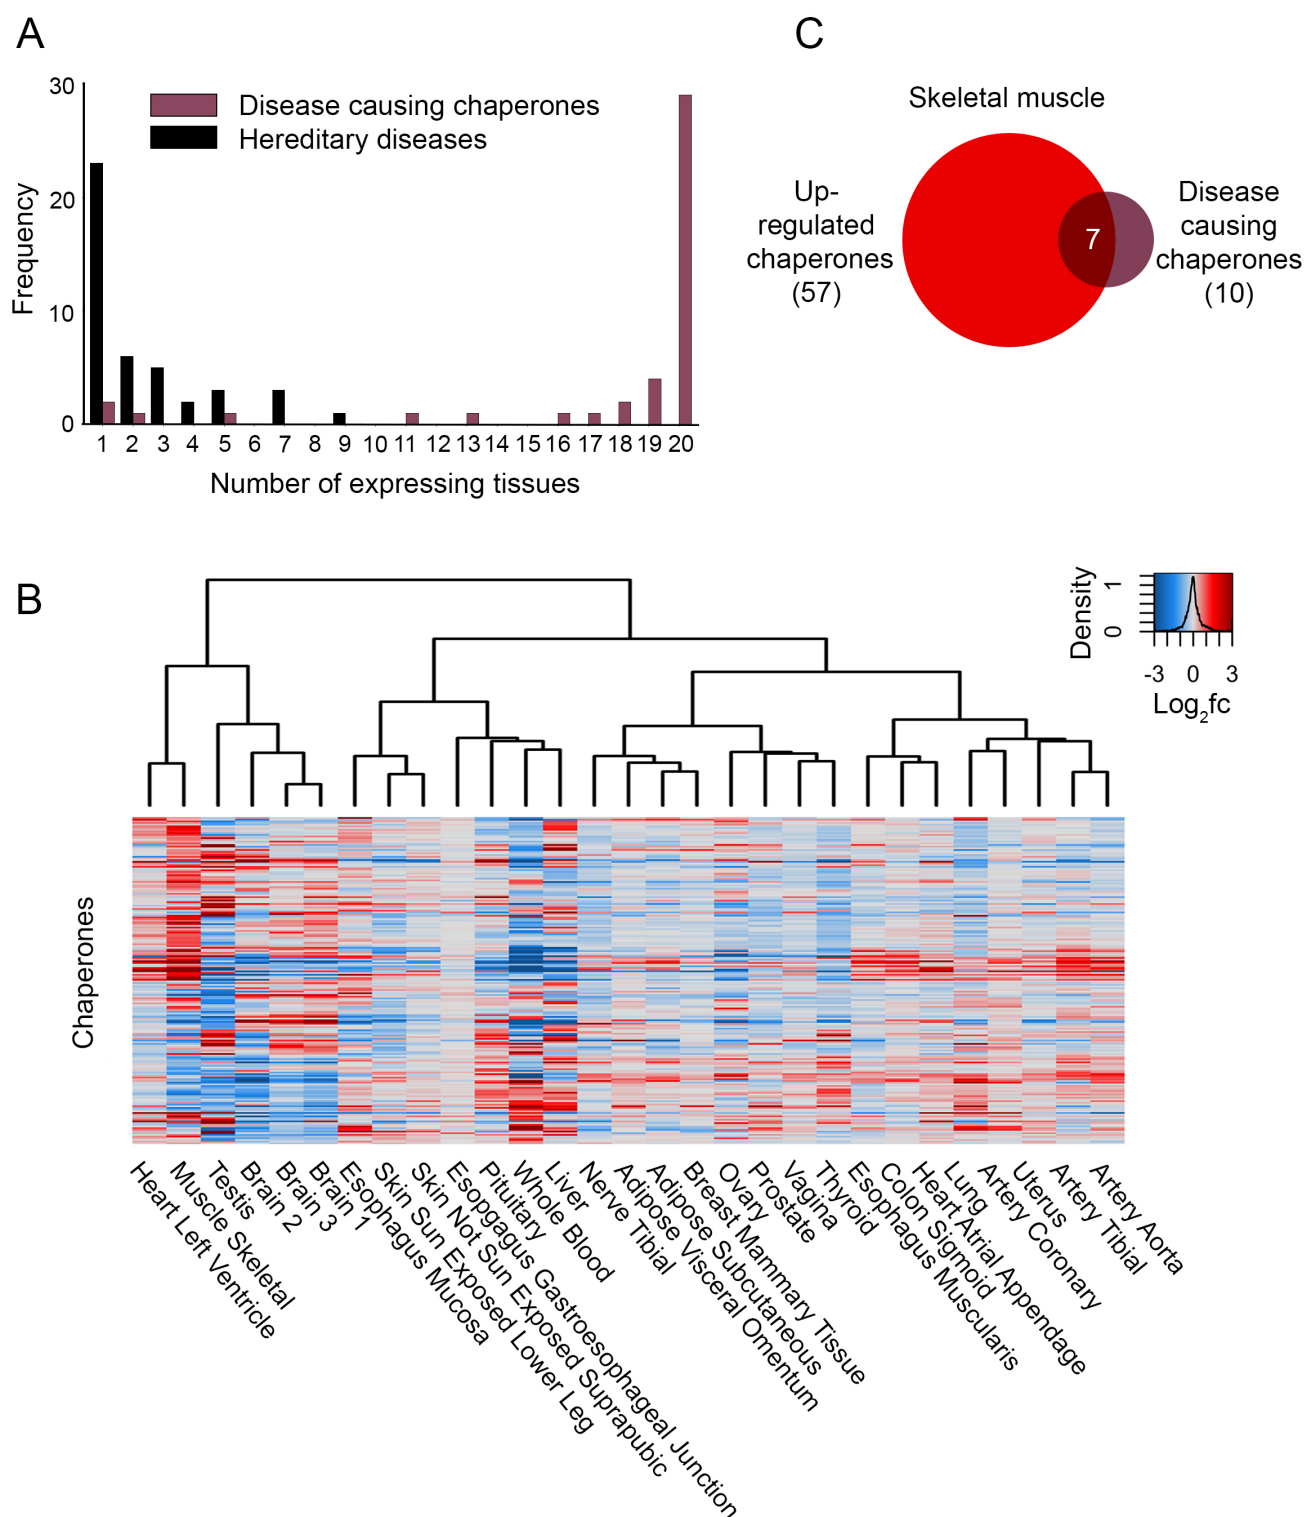 A
30
20
10
0
Frequency
Disease causing chaperones
Hereditary diseases
1 2 3 4 5 6 7 8 9 10 11 12 13 14 15 16 17 18 19 20
Number of expressing tissues
C
Skeletal muscle
Up-
regulated
chaperones
(57)
7
Disease
causing
chaperones
(10)
B
Density
1
0
-3 0 3
Log2fc
Chaperones
Heart Left Ventricle
Muscle Skeletal
Testis
Brain 2
Brain 3
Brain 1
Esophagus Mucosa
Skin Sun Exposed Lower Leg
Skin Not Sun Exposed Suprapubic
Esopgagus Gastroesophageal Junction
Pituitary
Whole Blood
Liver
Nerve Tibial
Adipose Visceral Omentum
Adipose Subcutaneous
Breast Mammary Tissue
Ovary
Prostate
Vagina
Thyroid
Esophagus Muscularis
Colon Sigmoid
Heart Atrial Appendage
Lung
Artery Coronary
Uterus
Artery Tibial
Artery Aorta